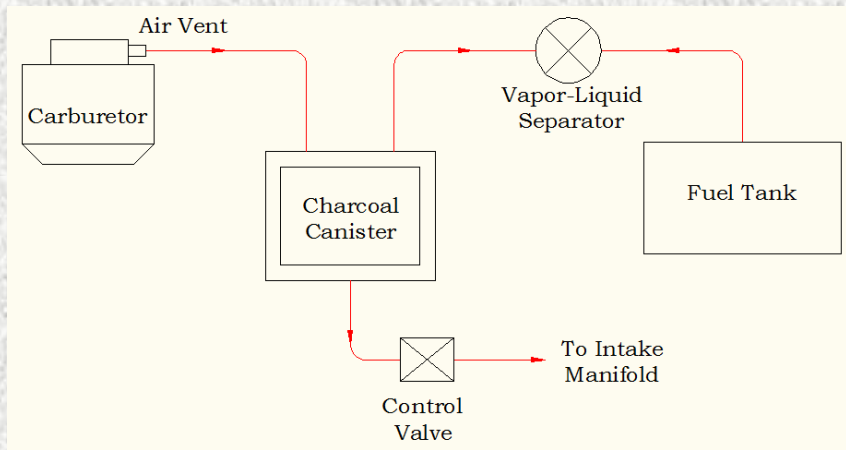 Air Vent
Carburetor
Vapor-Liquid
Separator
Charcoal
Canister
Fuel Tank
To Intake
Manifold
Control
Valve